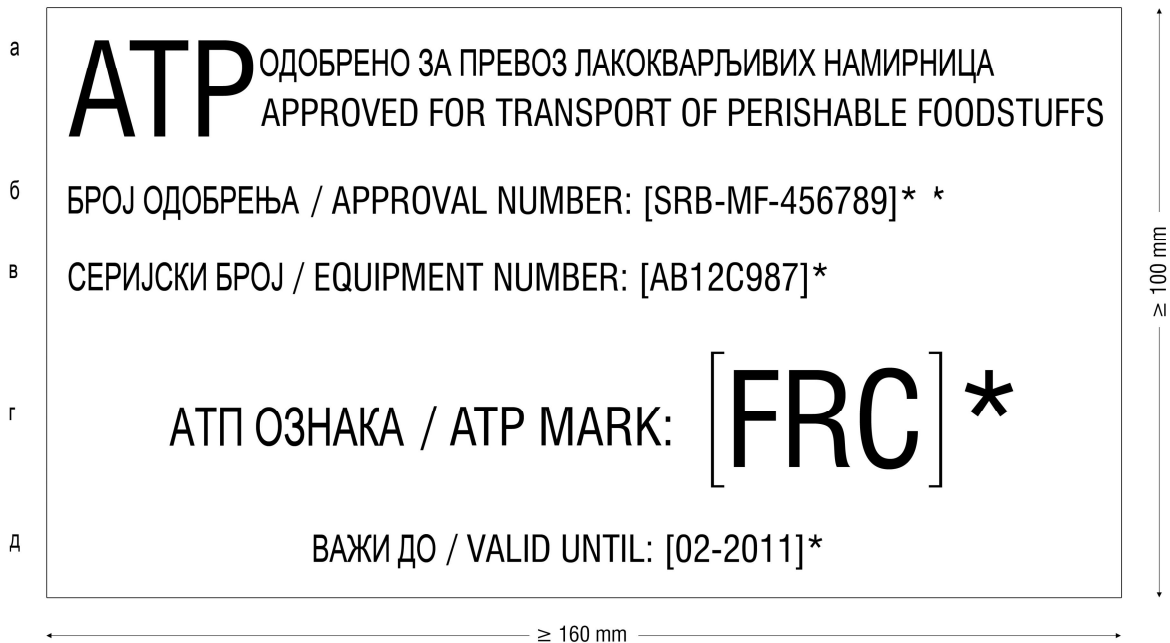 а
ATP
ОДОБРЕНО ЗА ПРЕВОЗ ЛАКОКВАРЉИВИХ НАМИРНИЦА
APPROVED FOR TRANSPORT OF PERISHABLE FOODSTUFFS
б
БРОЈ ОДОБРЕЊА / APPROVAL NUMBER: [SRB-MF-456789]* *
в
СЕРИЈСКИ БРОЈ / EQUIPMENT NUMBER: [AB12C987]*
г
АТП ОЗНАКА / ATP MARK: [FRC]*
д
ВАЖИ ДО / VALID UNTIL: [02-2011]*
≥ 100 mm
≥ 160 mm